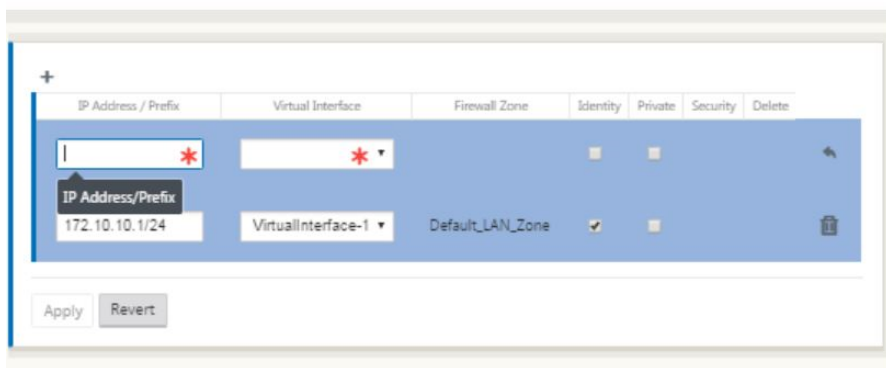 +
IP Address / Prefix Virtual Interface Firewall Zone Identity Private Security Delete
* *
IP Address/Prefix
172.10.10.1/24 VirtualInterface-1 Default_LAN_Zone
Apply Revert